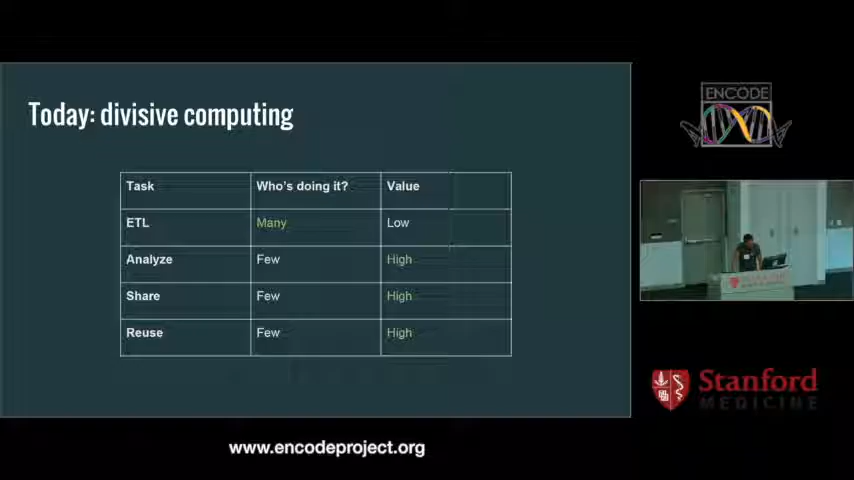 Today: divisive computing
Task Who's doing it? Value
ETL Many Low
Analyze Few High
Share Few High
Reuse Few High
ENCODE
Stanford
MEDICINE
www.encodeproject.org